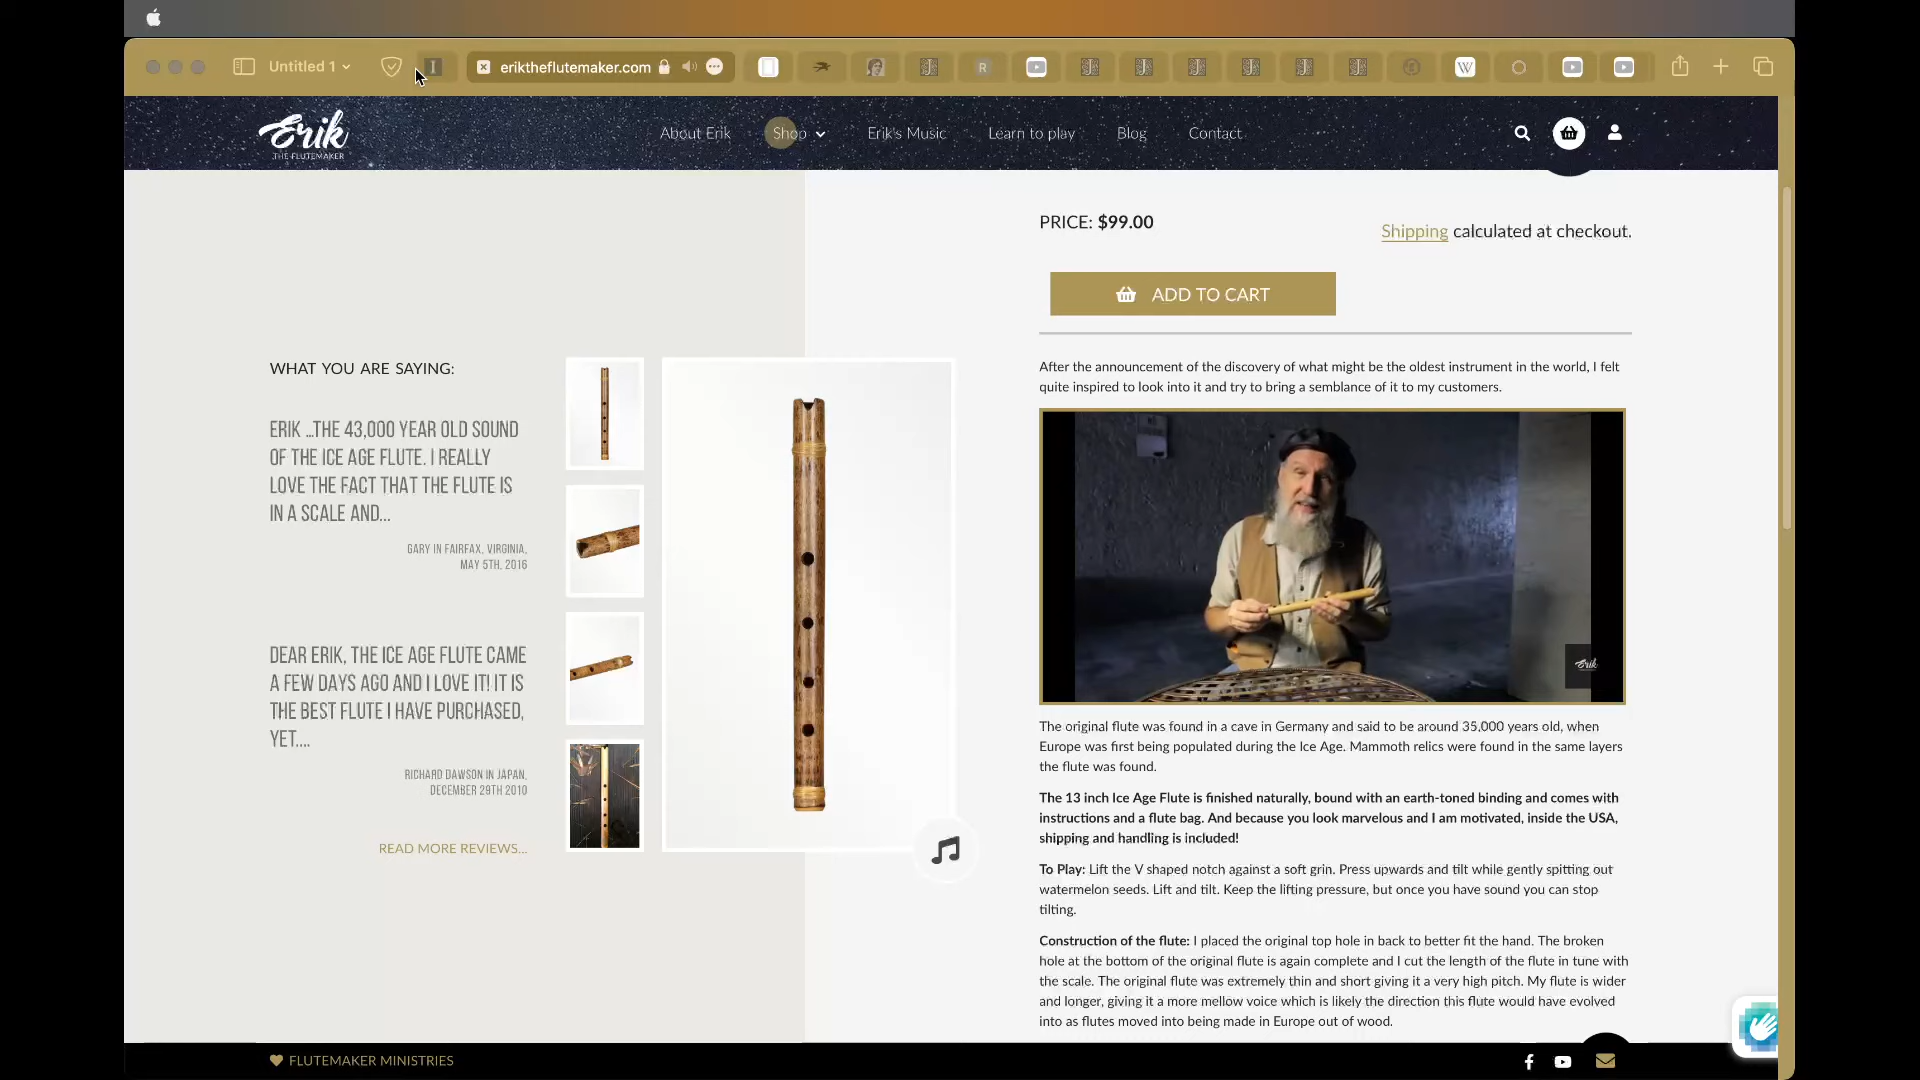 Untitled 1
I
eriktheflutemaker.com
R
W
Erik
THE FLUTEMAKER
About Erik
Shop
Erik's Music
Learn to play
Blog
Contact
PRICE: $99.00
Shipping calculated at checkout.
ADD TO CART
WHAT YOU ARE SAYING:
ERIK ...THE 43,000 YEAR OLD SOUND
OF THE ICE AGE FLUTE. I REALLY
LOVE THE FACT THAT THE FLUTE IS
IN A SCALE AND...
GARY IN FAIRFAX, VIRGINIA,
MAY 5TH, 2016
DEAR ERIK, THE ICE AGE FLUTE CAME
A FEW DAYS AGO AND I LOVE IT! IT IS
THE BEST FLUTE I HAVE PURCHASED,
YET....
RICHARD DAWSON IN JAPAN,
DECEMBER 29TH 2010
READ MORE REVIEWS...
After the announcement of the discovery of what might be the oldest instrument in the world, I felt
quite inspired to look into it and try to bring a semblance of it to my customers.
Erik
The original flute was found in a cave in Germany and said to be around 35,000 years old, when
Europe was first being populated during the Ice Age. Mammoth relics were found in the same layers
the flute was found.
The 13 inch Ice Age Flute is finished naturally, bound with an earth-toned binding and comes with
instructions and a flute bag. And because you look marvelous and I am motivated, inside the USA,
shipping and handling is included!
To Play: Lift the V shaped notch against a soft grin. Press upwards and tilt while gently spitting out
watermelon seeds. Lift and tilt. Keep the lifting pressure, but once you have sound you can stop
tilting.
Construction of the flute: I placed the original top hole in back to better fit the hand. The broken
hole at the bottom of the original flute is again complete and I cut the length of the flute in tune with
the scale. The original flute was extremely thin and short giving it a very high pitch. My flute is wider
and longer, giving it a more mellow voice which is likely the direction this flute would have evolved
into as flutes moved into being made in Europe out of wood.
FLUTEMAKER MINISTRIES